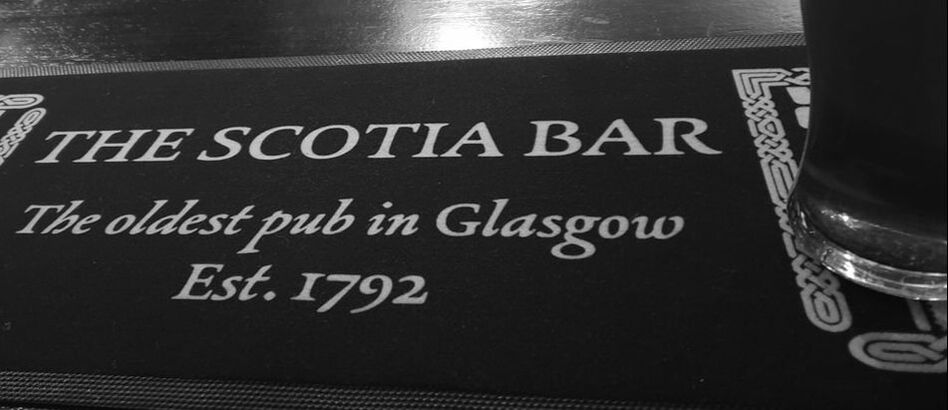 THE SCOTIA BAR
The oldest pub in Glasgow
Est. 1792